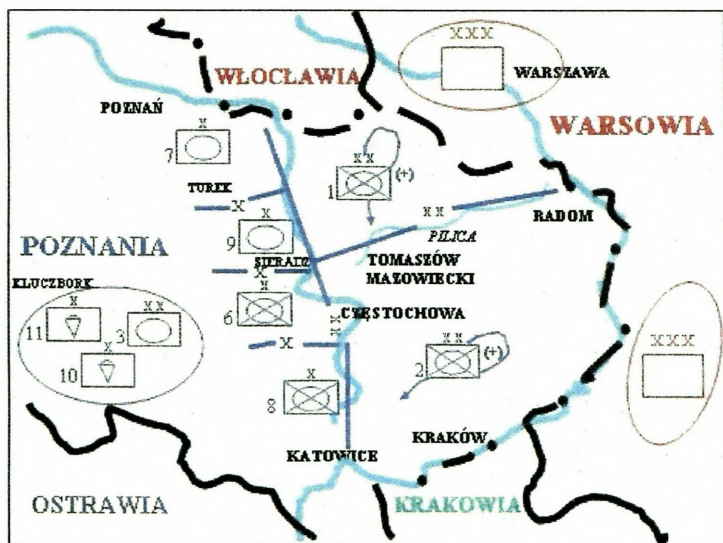 XXX
WARSZAWA
WŁOCŁAWIA
POZNAŃ
WARSOWIA
X
7
XX
1
(+)
TUREK
X
XX
RADOM
X
9
PILICA
POZNANIA
SIERADZ
TOMASZÓW
MAZOWIECKI
X
KLUCZBORK
X
6
CZĘSTOCHOWA
XX
X
11
XX
3
X
10
X
XX
2
(+)
XXX
X
8
KATOWICE
KRAKÓW
OSTRAWIA
KRAKOWIA